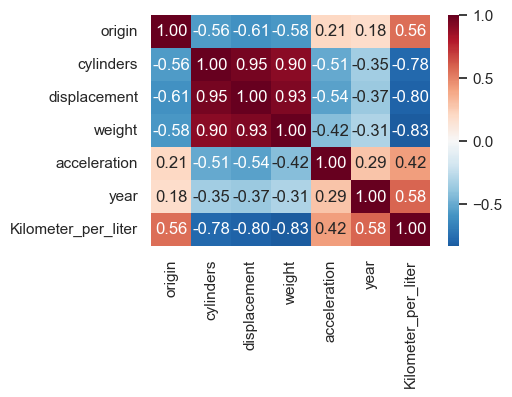 origin 1.00 -0.56 -0.61 -0.58 0.21 0.18 0.56
cylinders -0.56 1.00 0.95 0.90 -0.51 -0.35 -0.78
displacement -0.61 0.95 1.00 0.93 -0.54 -0.37 -0.80
weight -0.58 0.90 0.93 1.00 -0.42 -0.31 -0.83
acceleration 0.21 -0.51 -0.54 -0.42 1.00 0.29 0.42
year 0.18 -0.35 -0.37 -0.31 0.29 1.00 0.58
Kilometer_per_liter 0.56 -0.78 -0.80 -0.83 0.42 0.58 1.00
origin
cylinders
displacement
weight
acceleration
year
Kilometer_per_liter
1.0
0.5
0.0
−0.5